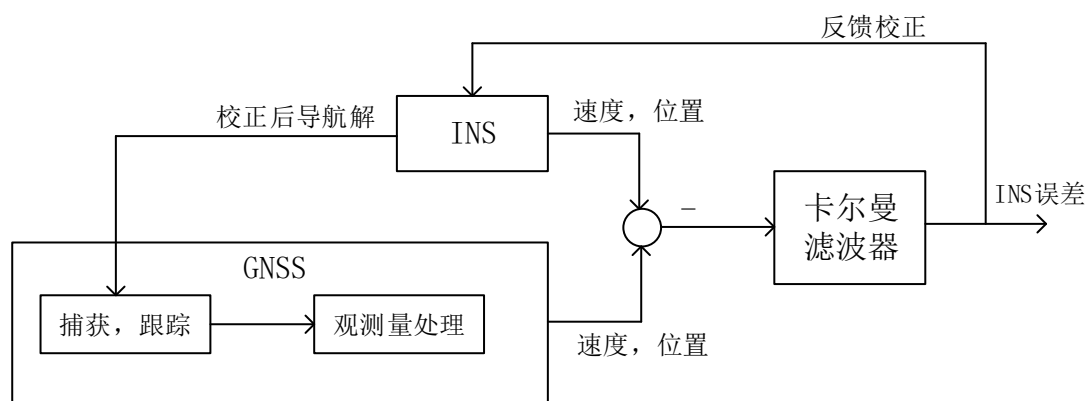 反馈校正
校正后导航解
INS
速度，位置
卡尔曼
滤波器
INS误差
－
GNSS
捕获，跟踪
观测量处理
速度，位置